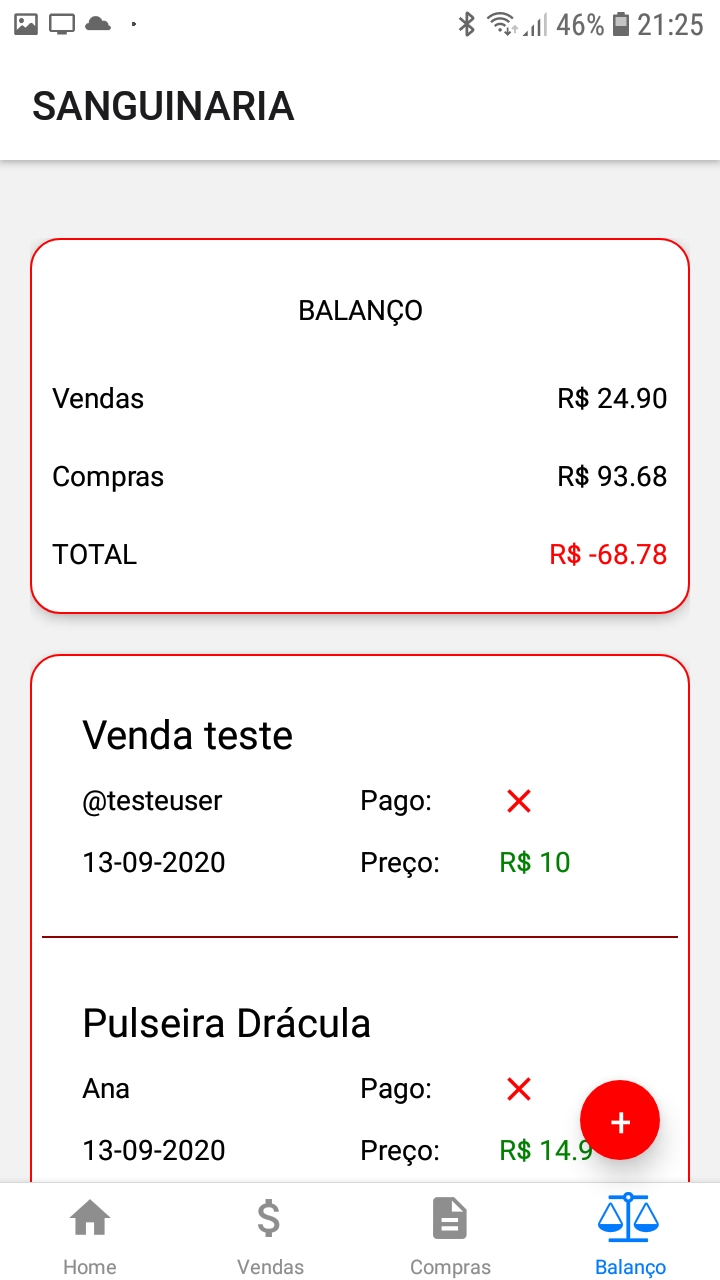 46% 21:25
SANGUINARIA
BALANÇO
Vendas R$ 24.90
Compras R$ 93.68
TOTAL R$ -68.78
Venda teste
@testeuser Pago:
13-09-2020 Preço: R$ 10
Pulseira Drácula
Ana Pago:
13-09-2020 Preço: R$ 14.9
+
Home Vendas Compras Balanço